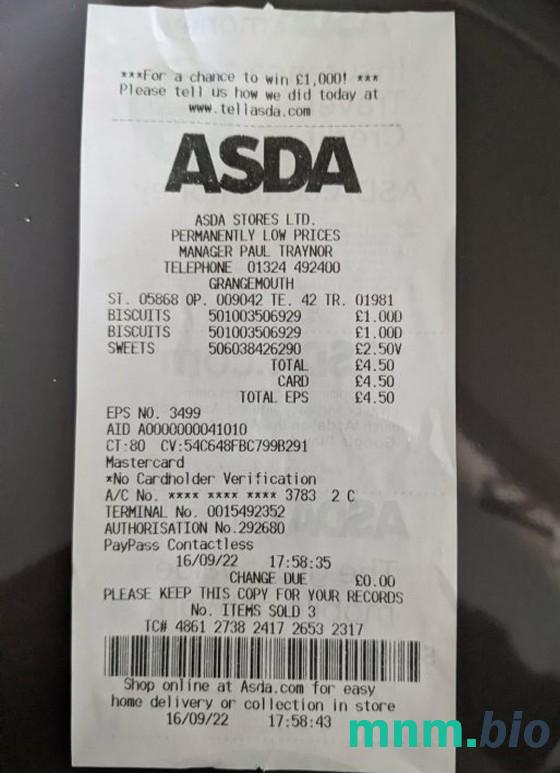 ***For a chance to win £1,000! ***
Please tell us how we did today at
www.tellasda.com
ASDA
ASDA STORES LTD.
PERMANENTLY LOW PRICES
MANAGER PAUL TRAYNOR
TELEPHONE 01324 492400
GRANGEMOUTH
ST. 05868 OP. 009042 TE. 42 TR. 01981
BISCUITS 501003506929 £1.00D
BISCUITS 501003506929 £1.00D
SWEETS 506038426290 £2.50V
TOTAL £4.50
CARD £4.50
TOTAL EPS £4.50
EPS NO. 3499
AID A0000000041010
CT:80 CV:54C648FBC799B291
Mastercard
*No Cardholder Verification
A/C No. **** **** **** 3783 2 C
TERMINAL No. 0015492352
AUTHORISATION No.292680
PayPass Contactless
16/09/22 17:58:35
CHANGE DUE £0.00
PLEASE KEEP THIS COPY FOR YOUR RECORDS
No. ITEMS SOLD 3
TC# 4861 2738 2417 2653 2317
Shop online at Asda.com for easy
home delivery or collection in store
16/09/22 17:58:43
mnm.bio